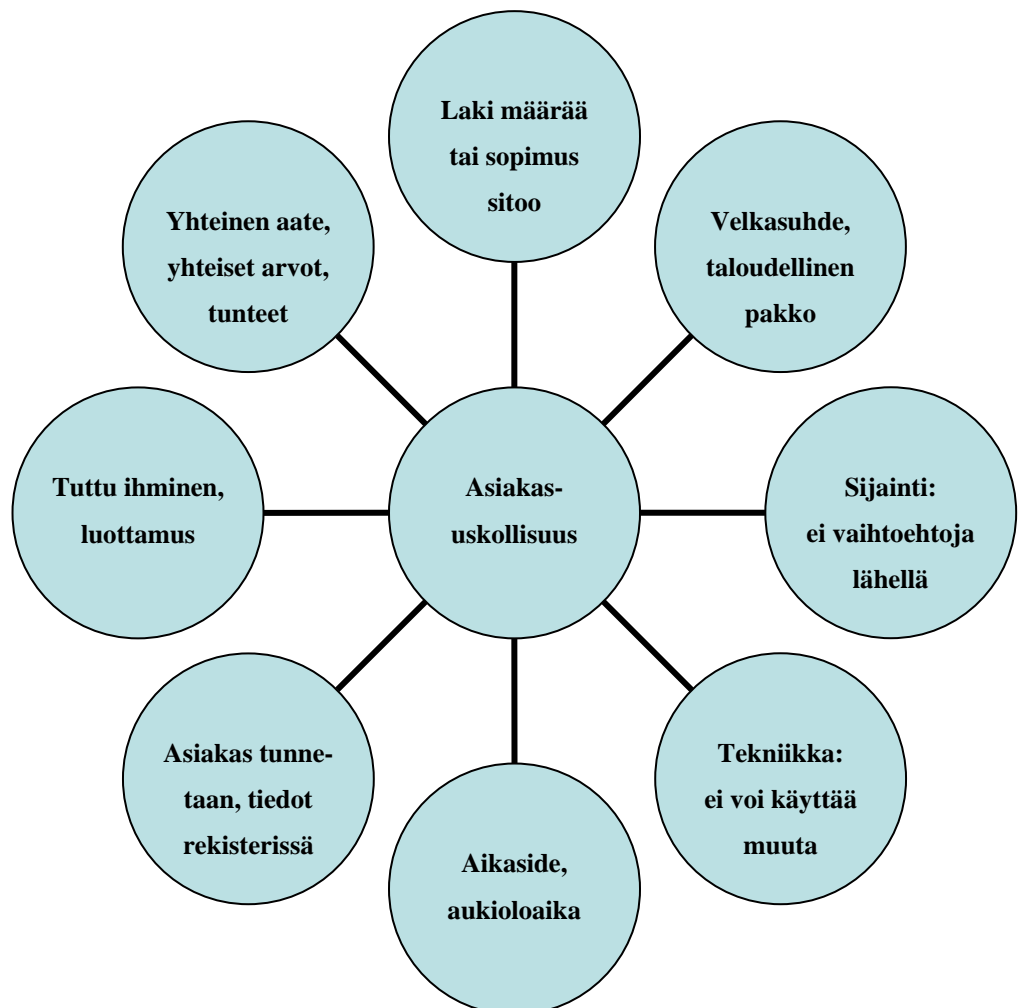 Laki määrää
tai sopimus
sitoo
Velkasuhde,
taloudellinen
pakko
Sijainti:
ei vaihtoehtoja
lähellä
Tekniikka:
ei voi käyttää
muuta
Aikaside,
aukioloaika
Asiakas tunne-
taan, tiedot
rekisterissä
Tuttu ihminen,
luottamus
Yhteinen aate,
yhteiset arvot,
tunteet
Asiakas-
uskollisuus